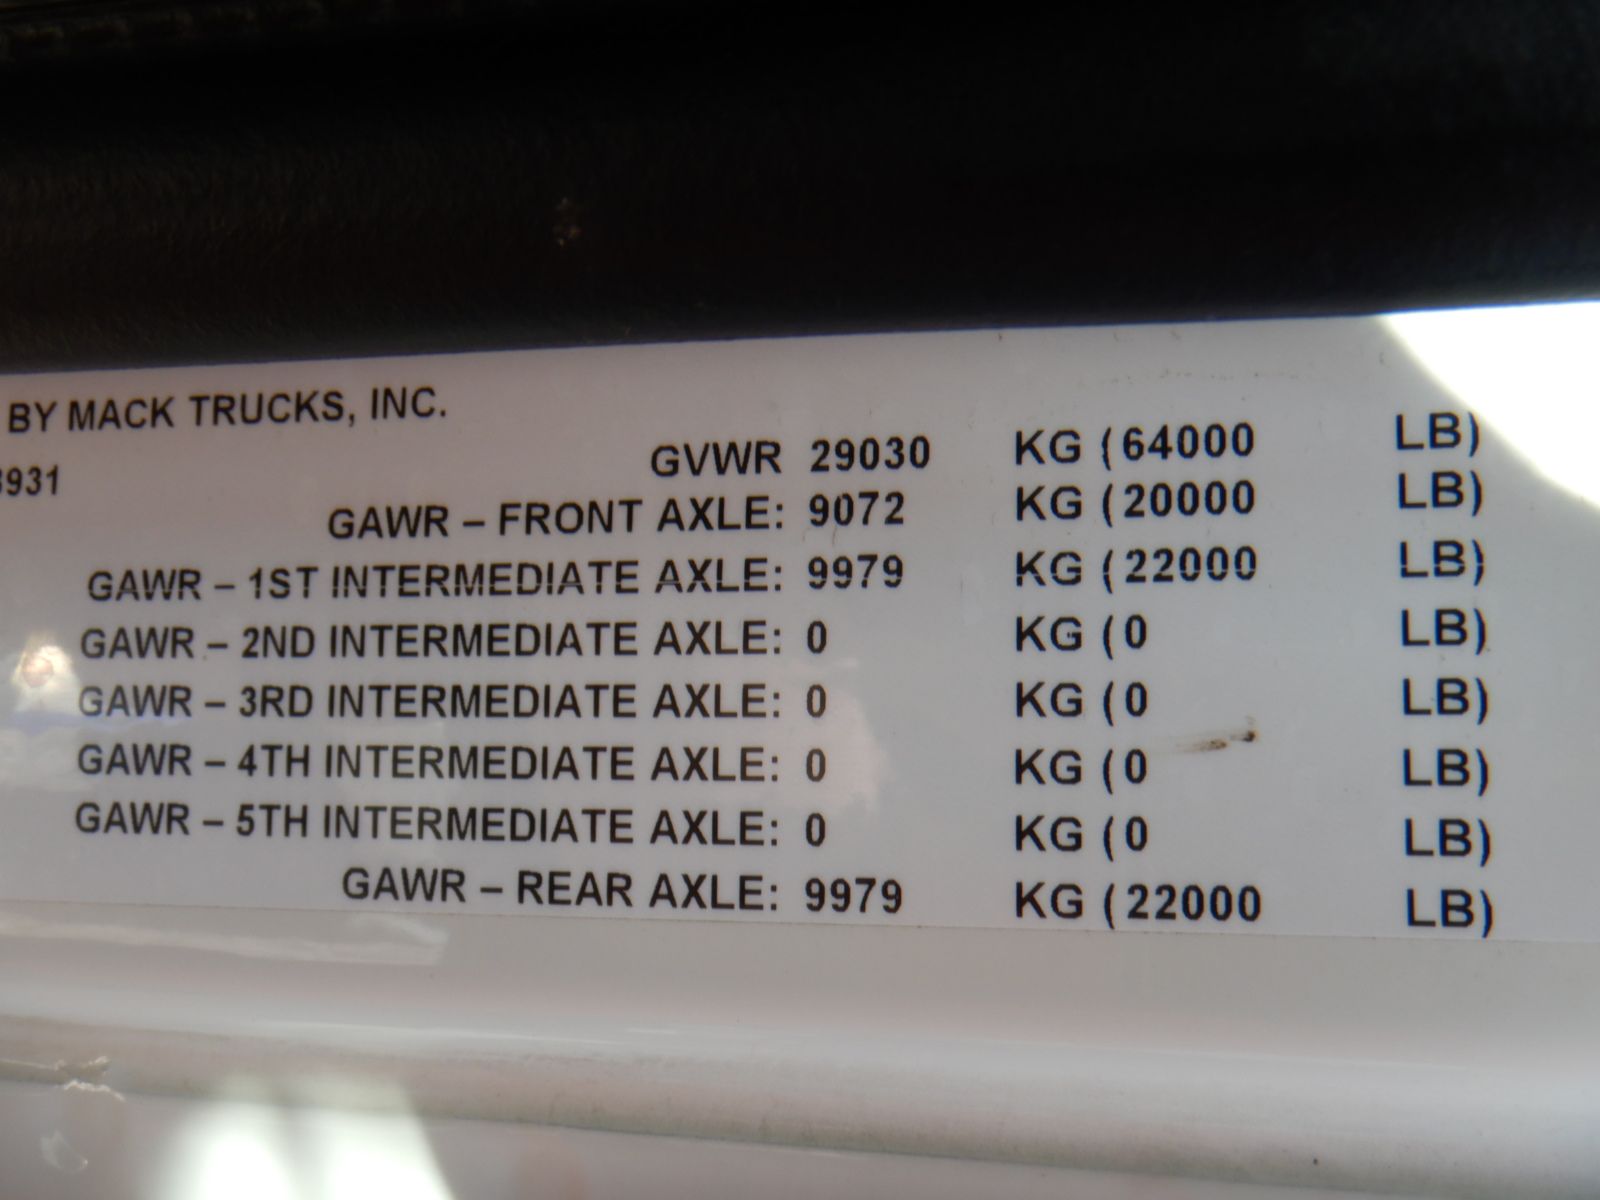 BY MACK TRUCKS, INC.
GVWR 29030 KG (64000 LB)
3931
GAWR – FRONT AXLE: 9072 KG (20000 LB)
GAWR – 1ST INTERMEDIATE AXLE: 9979 KG (22000 LB)
GAWR – 2ND INTERMEDIATE AXLE: 0 KG (0 LB)
GAWR – 3RD INTERMEDIATE AXLE: 0 KG (0 LB)
GAWR – 4TH INTERMEDIATE AXLE: 0 KG (0 LB)
GAWR – 5TH INTERMEDIATE AXLE: 0 KG (0 LB)
GAWR – REAR AXLE: 9979 KG (22000 LB)